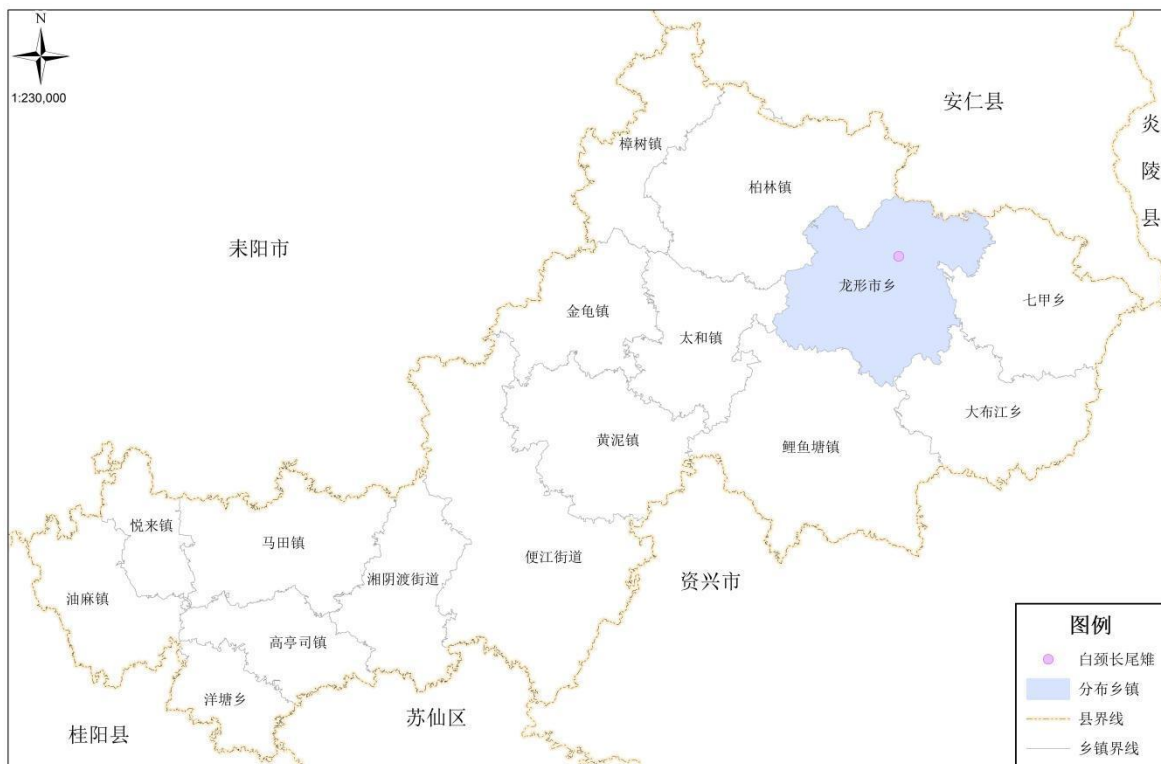 N
1:230,000
安仁县
炎陵县
樟树镇
柏林镇
耒阳市
龙形市乡
七甲乡
金龟镇
太和镇
大布江乡
黄泥镇
鲤鱼塘镇
悦来镇
马田镇
便江街道
湘阴渡街道
资兴市
油麻镇
高亭司镇
洋塘乡
苏仙区
桂阳县
图例
白颈长尾雉
分布乡镇
县界线
乡镇界线